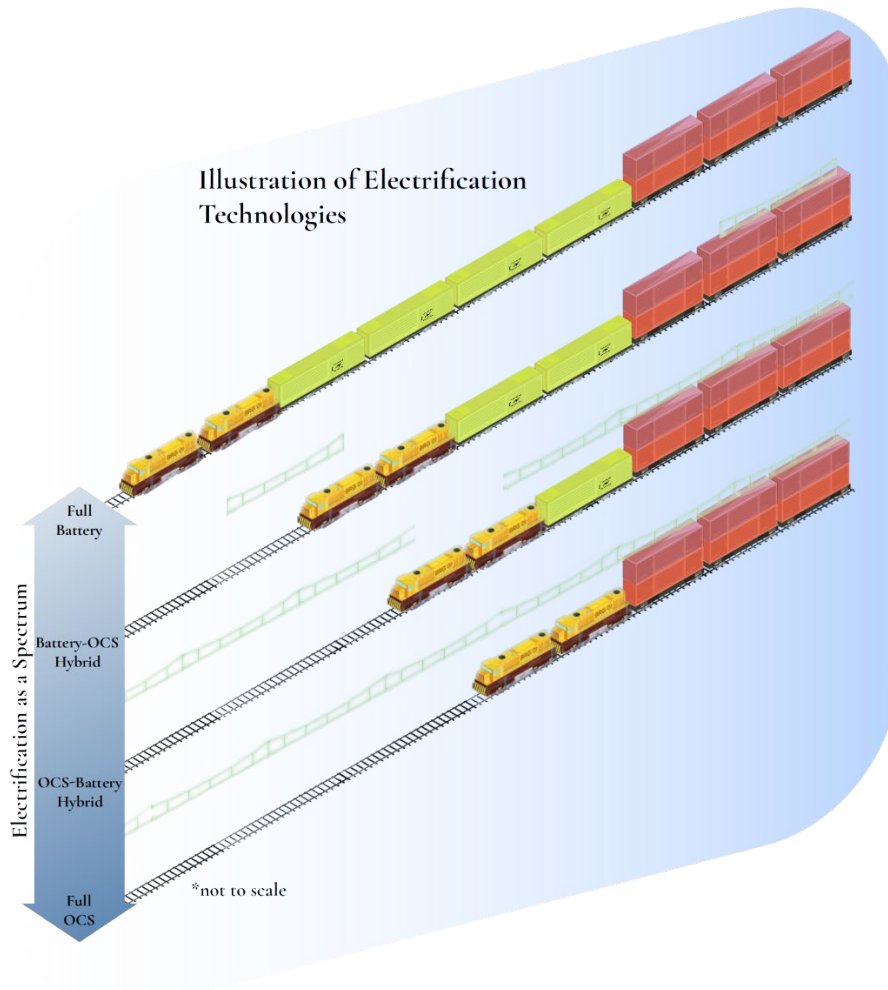 Illustration of Electrification
Technologies
Full
Battery
Battery-OCS
Hybrid
OCS-Battery
Hybrid
Full
OCS
Electrification as a Spectrum
*not to scale